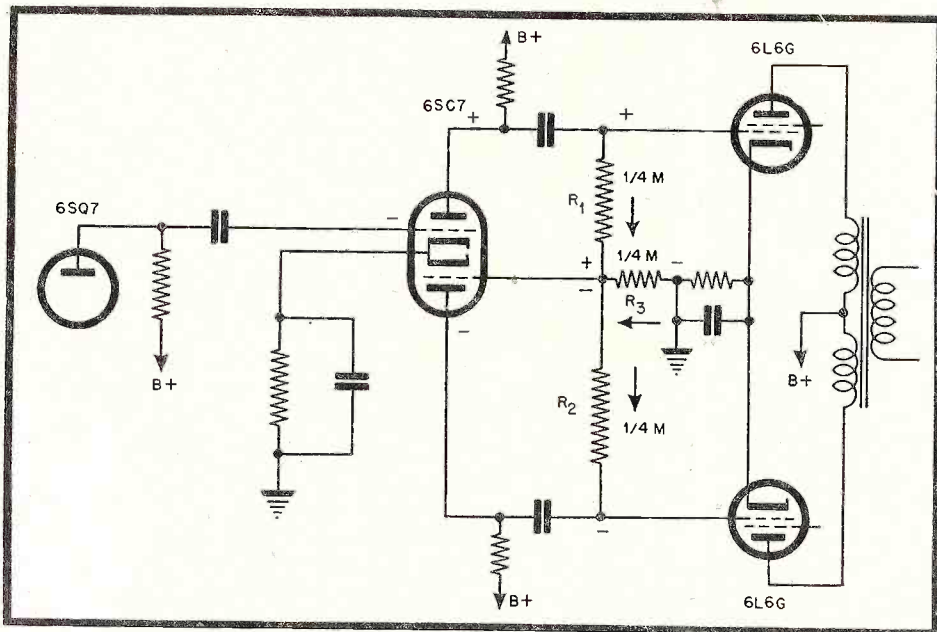 B+
6L6G
6SC7
+
+
6SQ7
1/4 M
R1
-
1/4 M
+
-
-
R3
-
B+
B+
R2
1/4 M
-
B+
6L6G